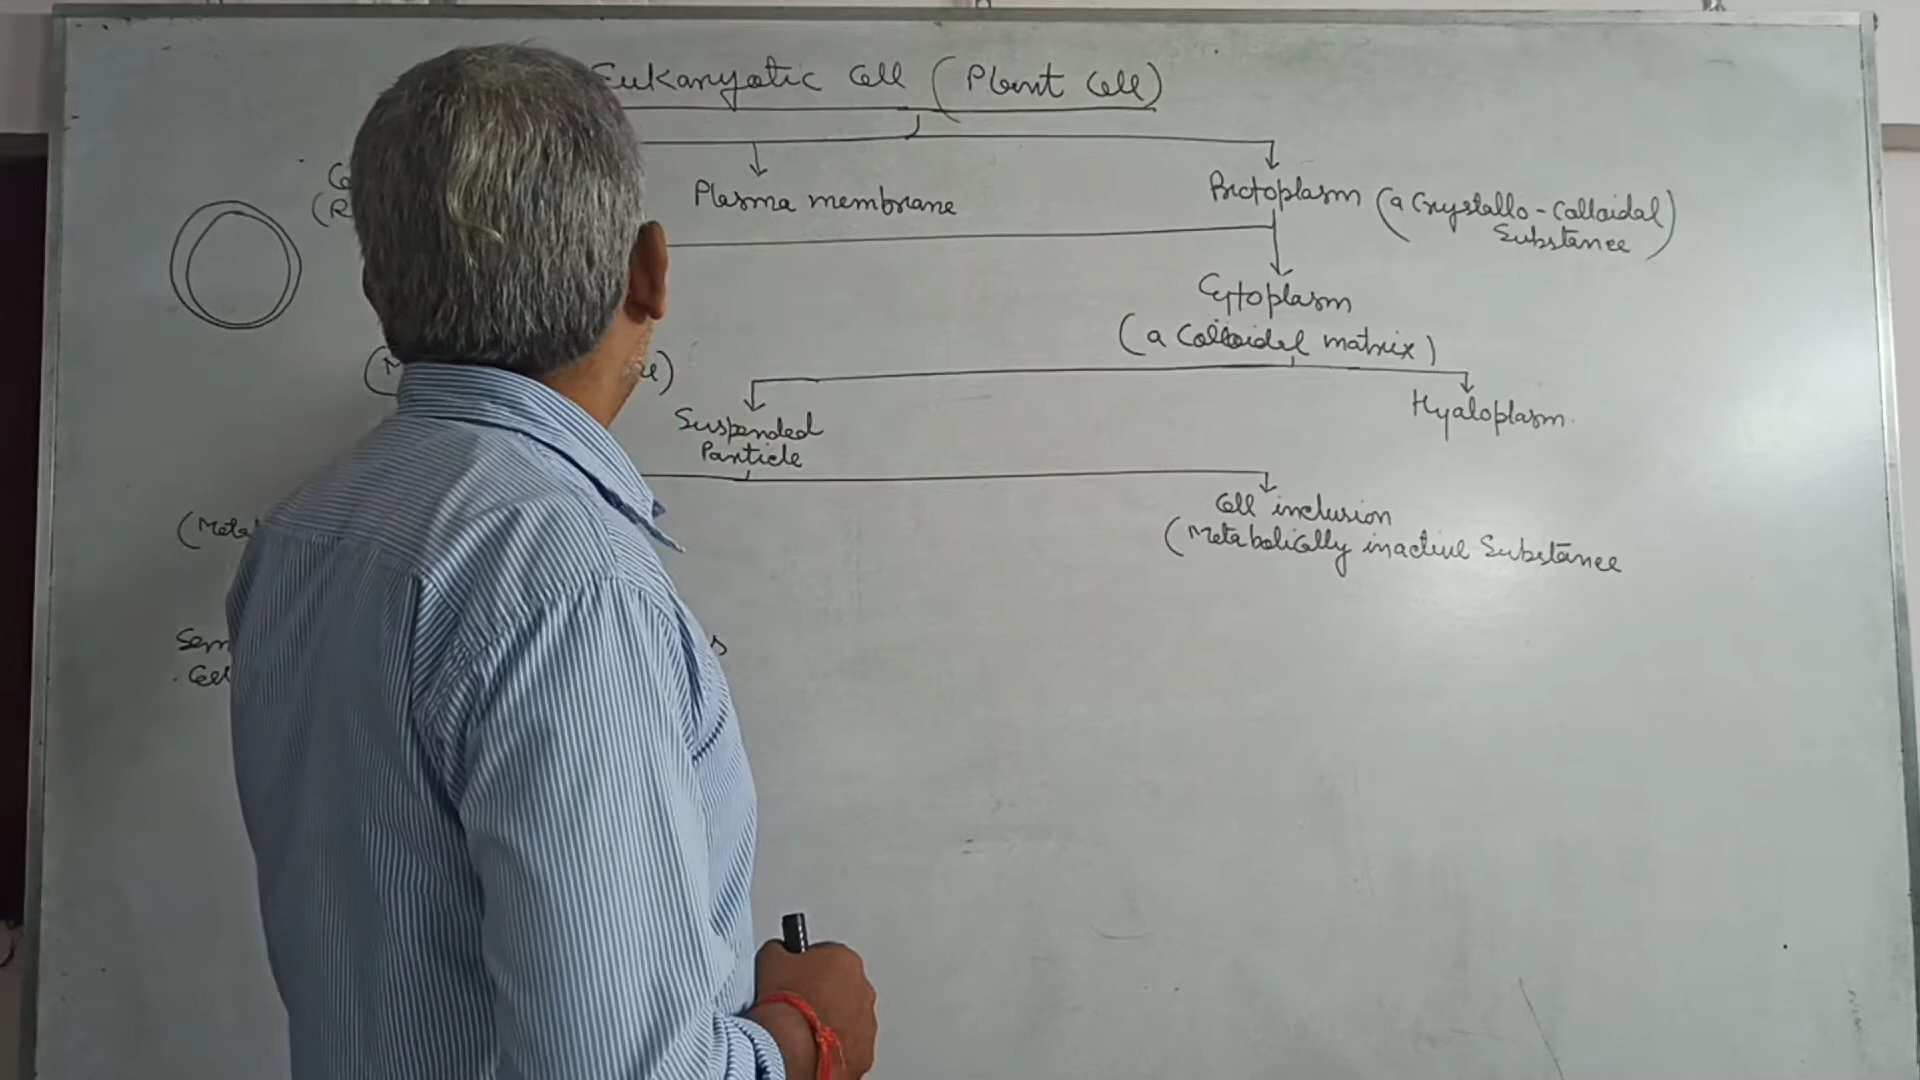 Eukaryotic Cell (Plant Cell)
Plasma membrane
Protoplasm (a Crystallo-Colloidal
Substance)
Cytoplasm
(a Colloidal matrix)
Suspended
Particle
Hyaloplasm
Cell inclusion
(Metabolically inactive Substance